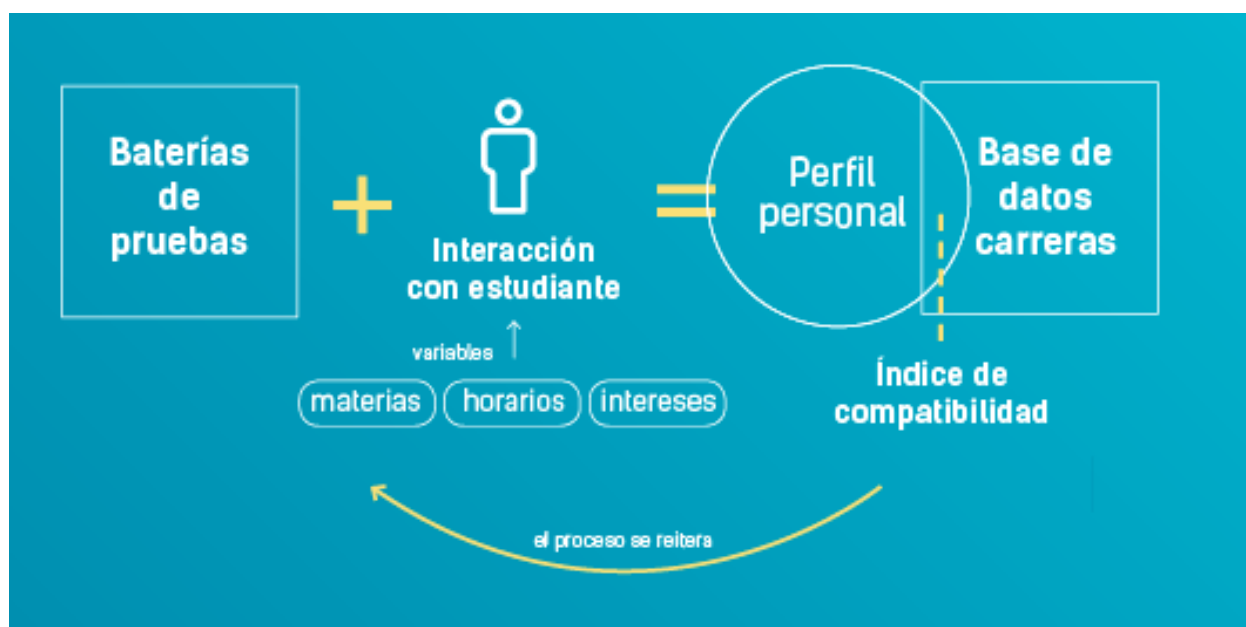 Baterías
de
pruebas
+
Interacción
con estudiante
variables
materias
horarios
intereses
=
Perfil
personal
Base de
datos
carreras
Índice de
compatibilidad
el proceso se reitera